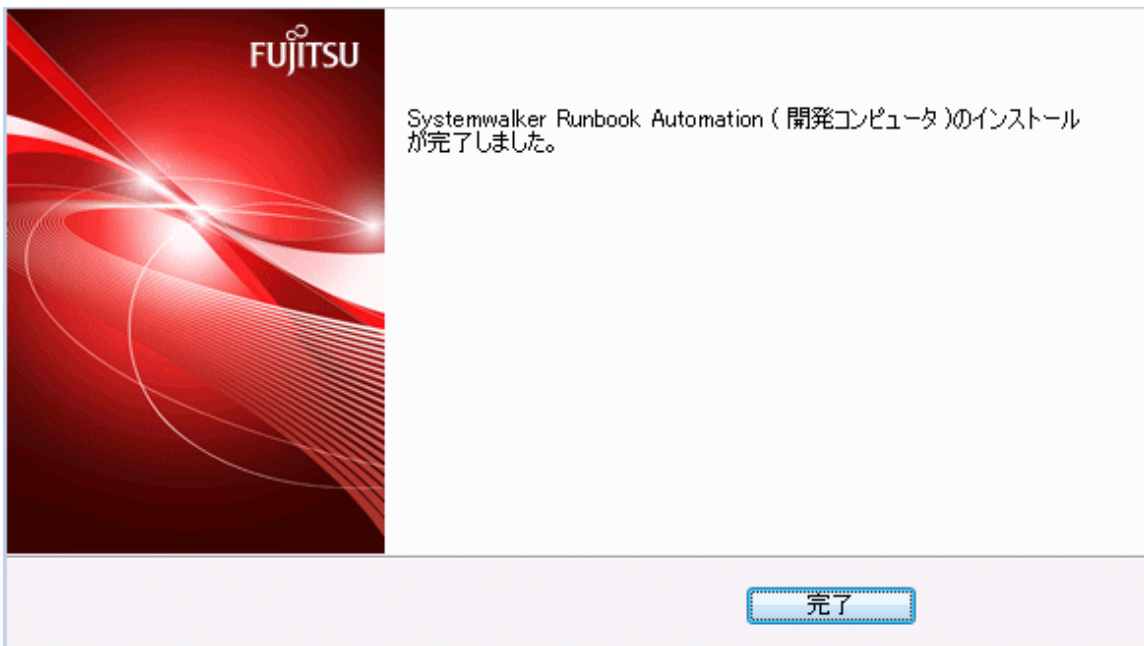 FUJITSU
Systemwalker Runbook Automation ( 開発コンピュータ )のインストール
が完了しました。
完了